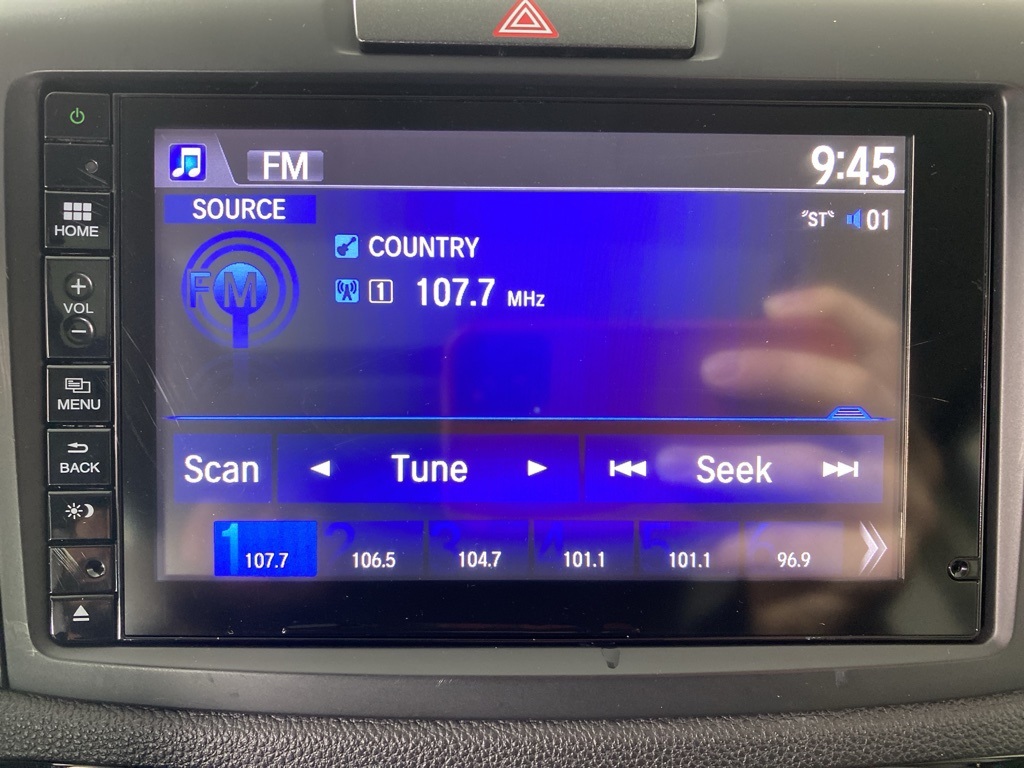 FM 9:45
SOURCE
"ST" 01
COUNTRY
FM
1 107.7 MHz
HOME
+
VOL
−
MENU
BACK
Scan Tune Seek
1 2 3 4 5 6
107.7 106.5 104.7 101.1 101.1 96.9